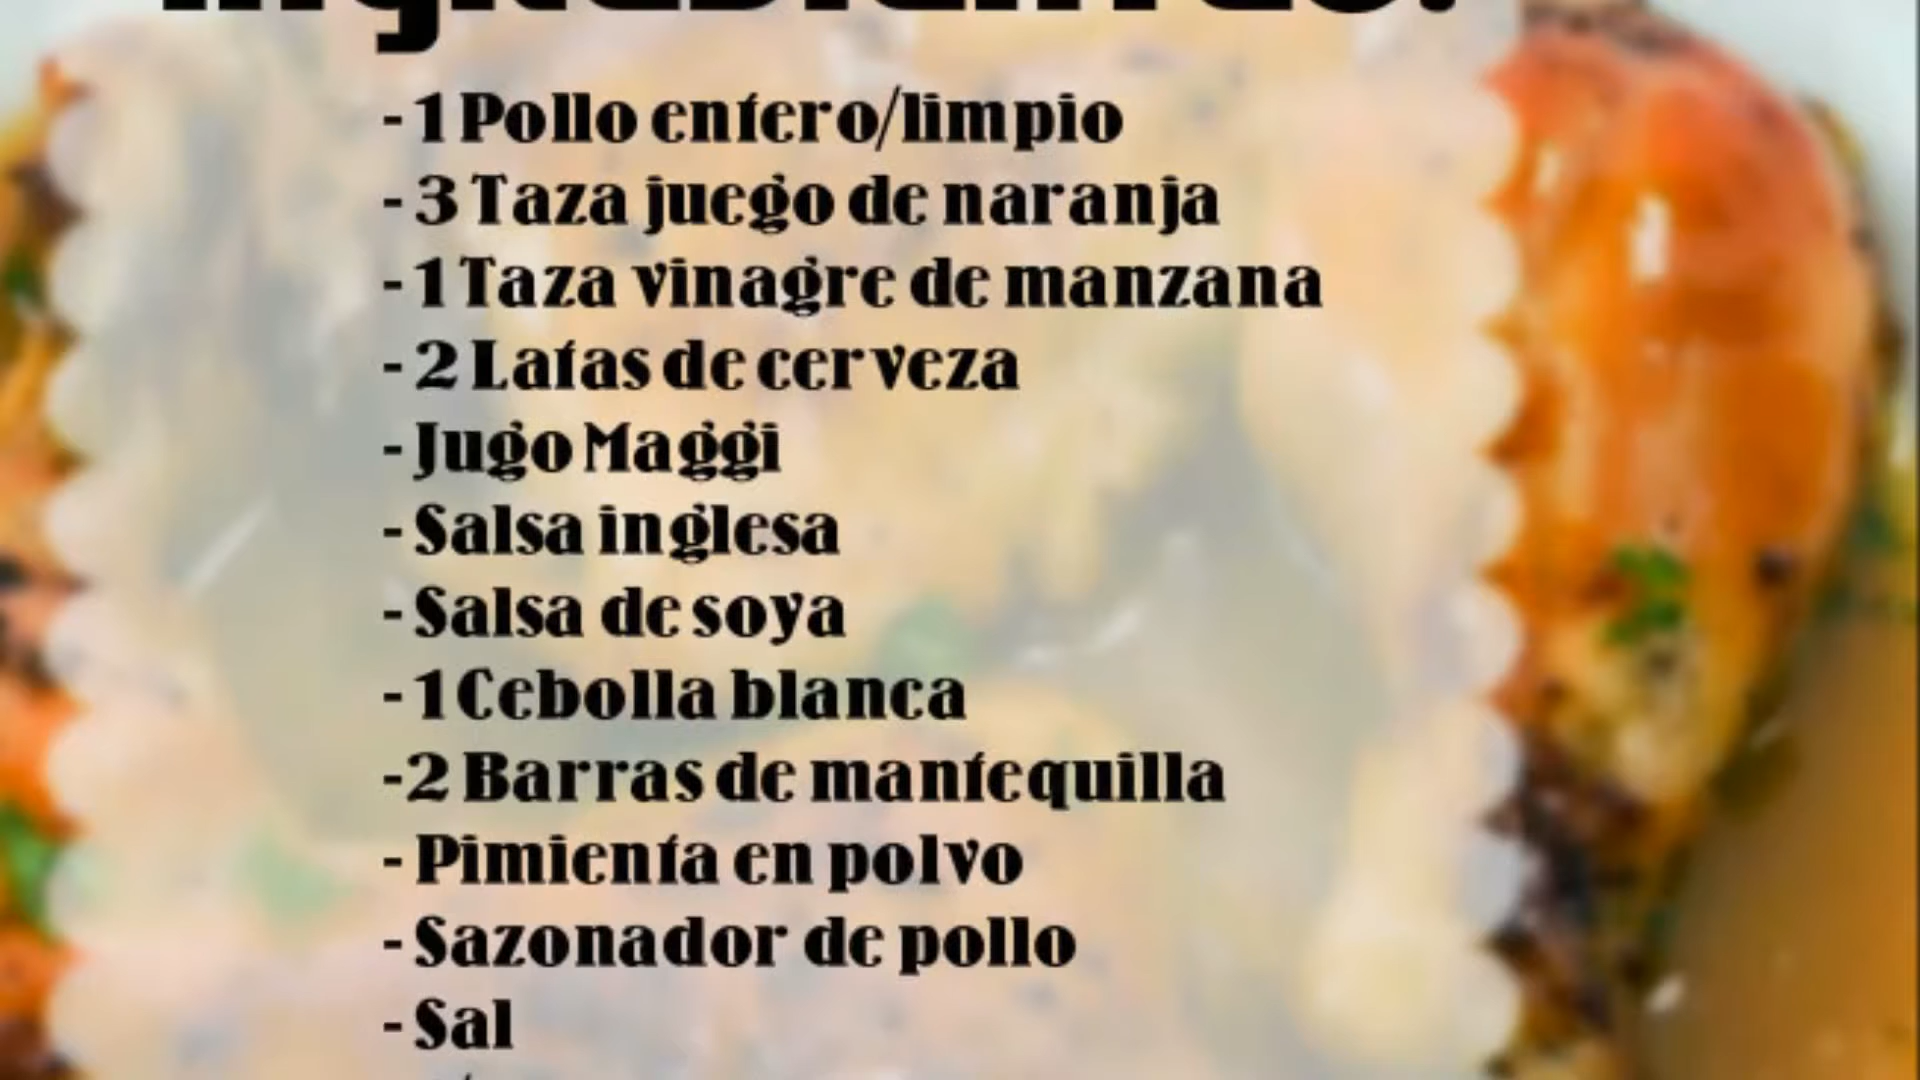 -1 Pollo entero/limpio
-3 Taza juego de naranja
-1 Taza vinagre de manzana
-2 Latas de cerveza
-Jugo Maggi
-Salsa inglesa
-Salsa de soya
-1 Cebolla blanca
-2 Barras de mantequilla
-Pimienta en polvo
-Sazonador de pollo
-Sal